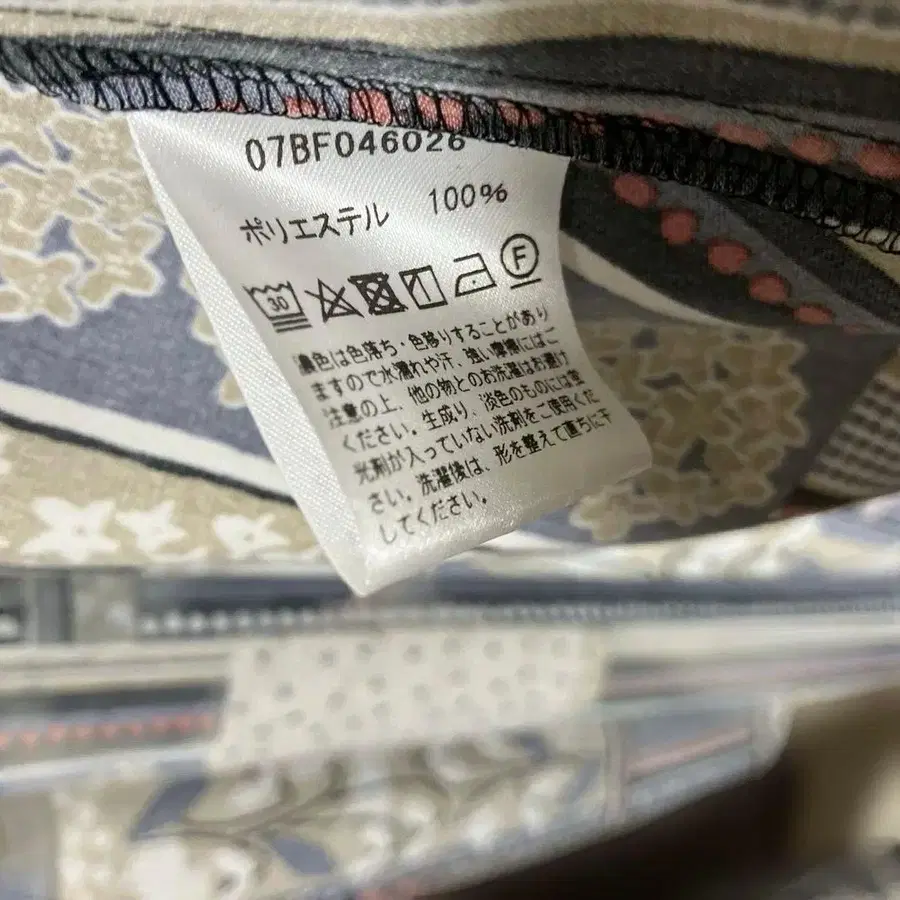 07BF046026
ポリエステル 100%
30 F
濃色は色落ち・色移りすることがあり
ますので水濡れや汗、強い摩擦にはご
注意の上、他の物とのお洗濯はお避け
ください。生成り、淡色のものには蛍
光剤が入っていない洗剤をご使用くだ
さい。洗濯後は、形を整えて直ちに干
してください。